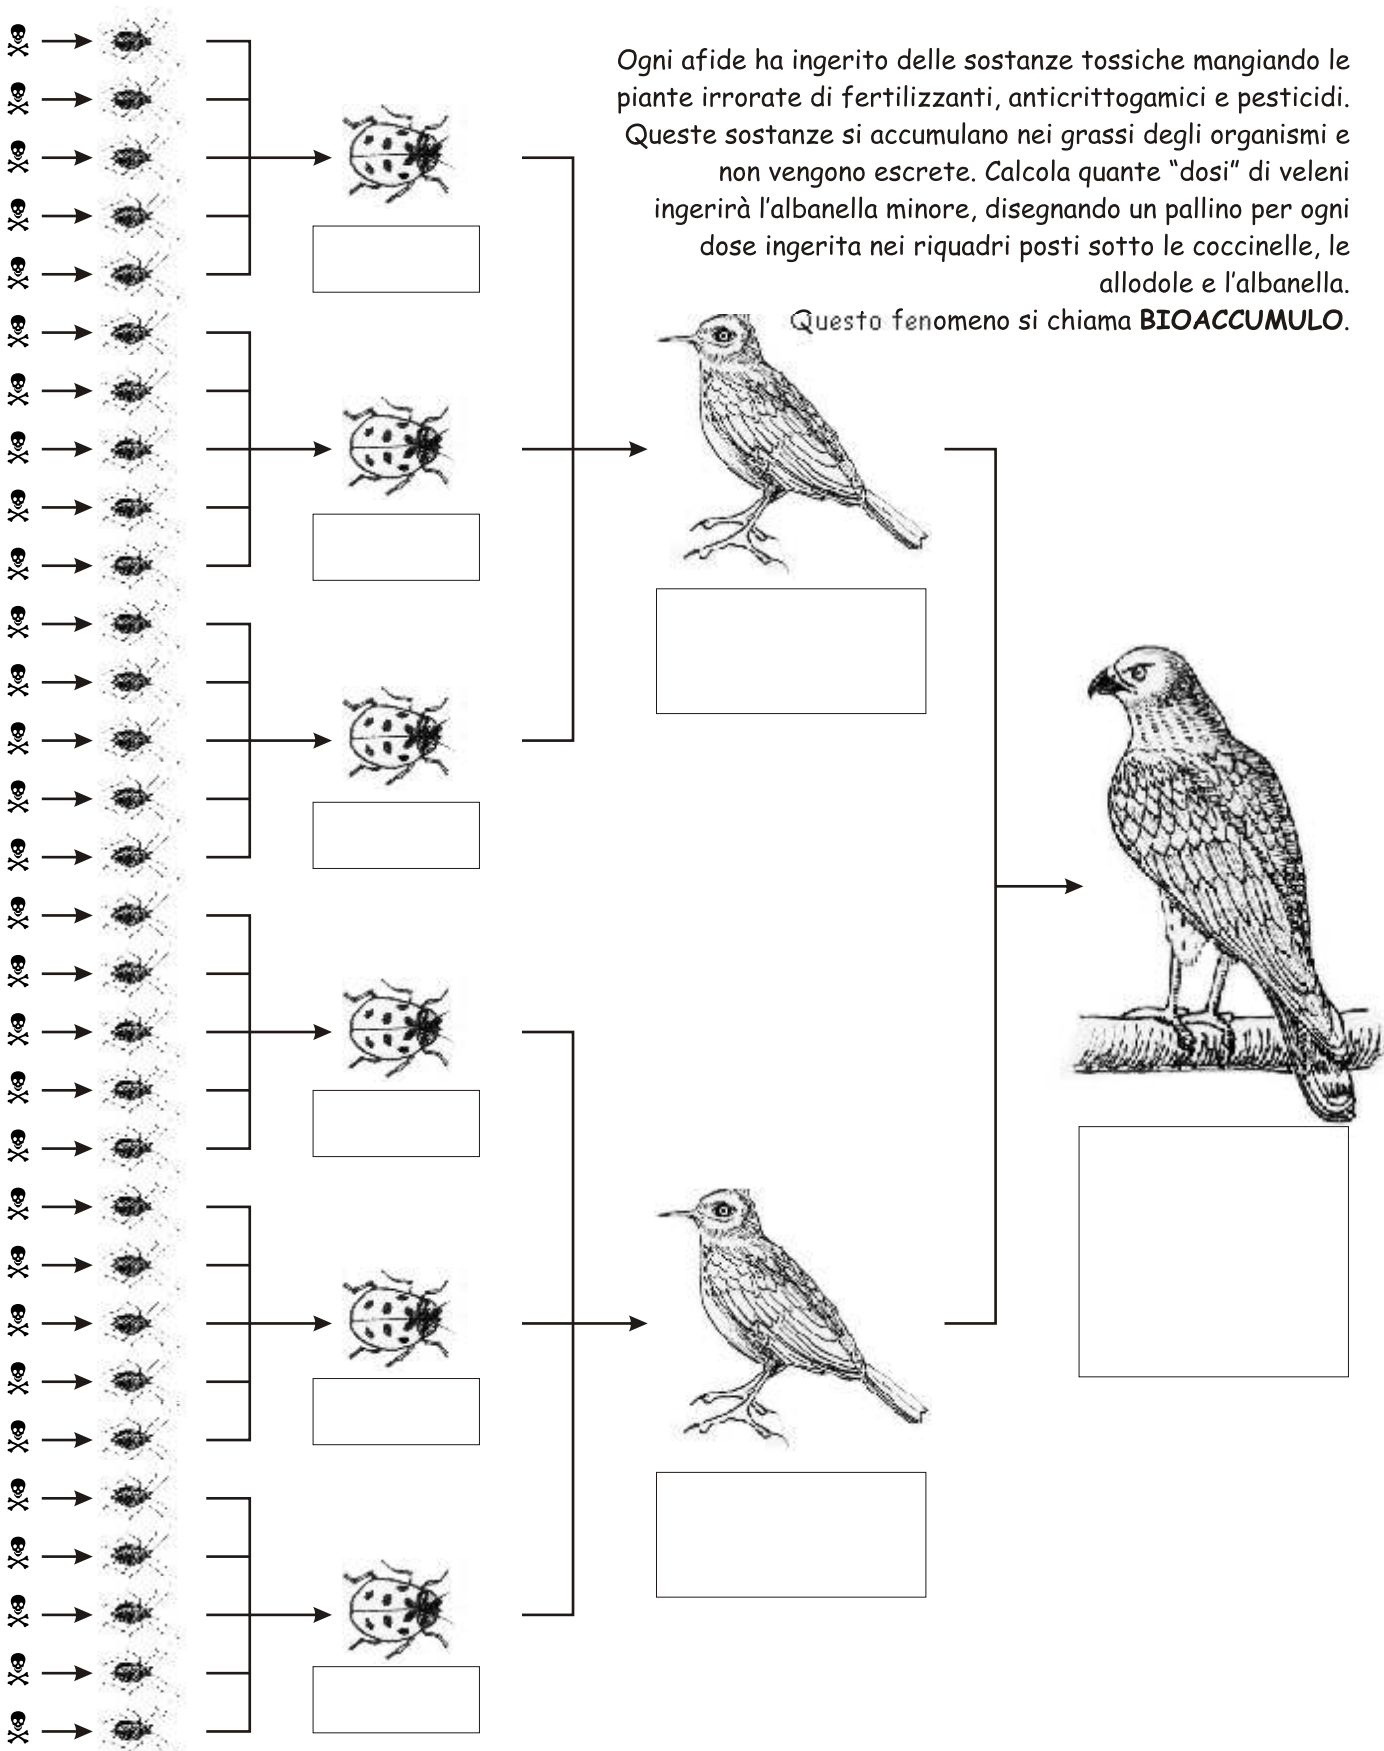 Ogni afide ha ingerito delle sostanze tossiche mangiando le
piante irrorate di fertilizzanti, anticrittogamici e pesticidi.
Queste sostanze si accumulano nei grassi degli organismi e
non vengono escrete. Calcola quante “dosi” di veleni
ingerirà l’albanella minore, disegnando un pallino per ogni
dose ingerita nei riquadri posti sotto le coccinelle, le
allodole e l’albanella.
Questo fenomeno si chiama BIOACCUMULO.